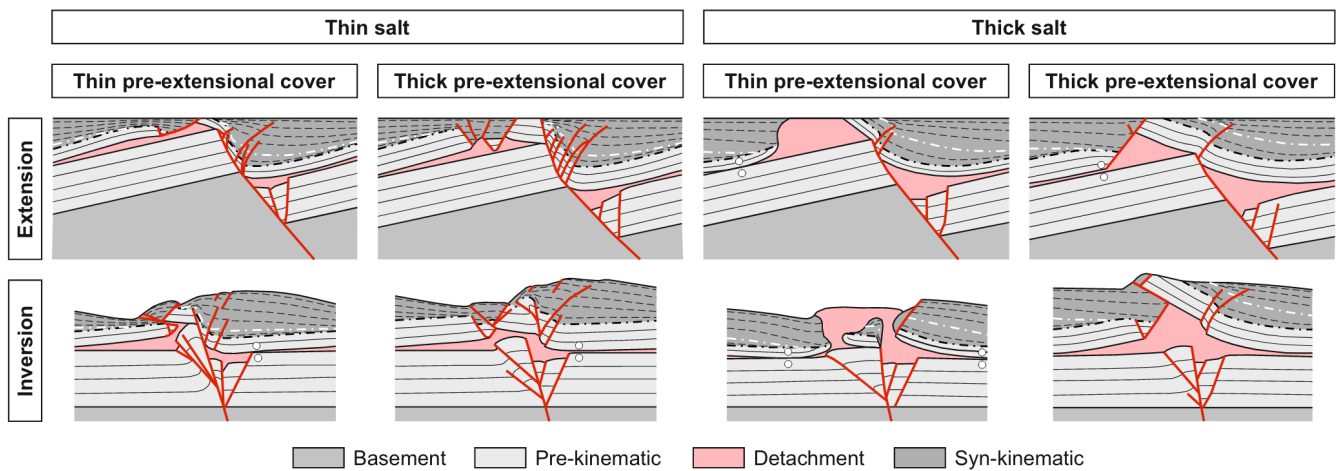 Thin salt
Thick salt
Thin pre-extensional cover
Thick pre-extensional cover
Thin pre-extensional cover
Thick pre-extensional cover
Extension
Inversion
Basement
Pre-kinematic
Detachment
Syn-kinematic